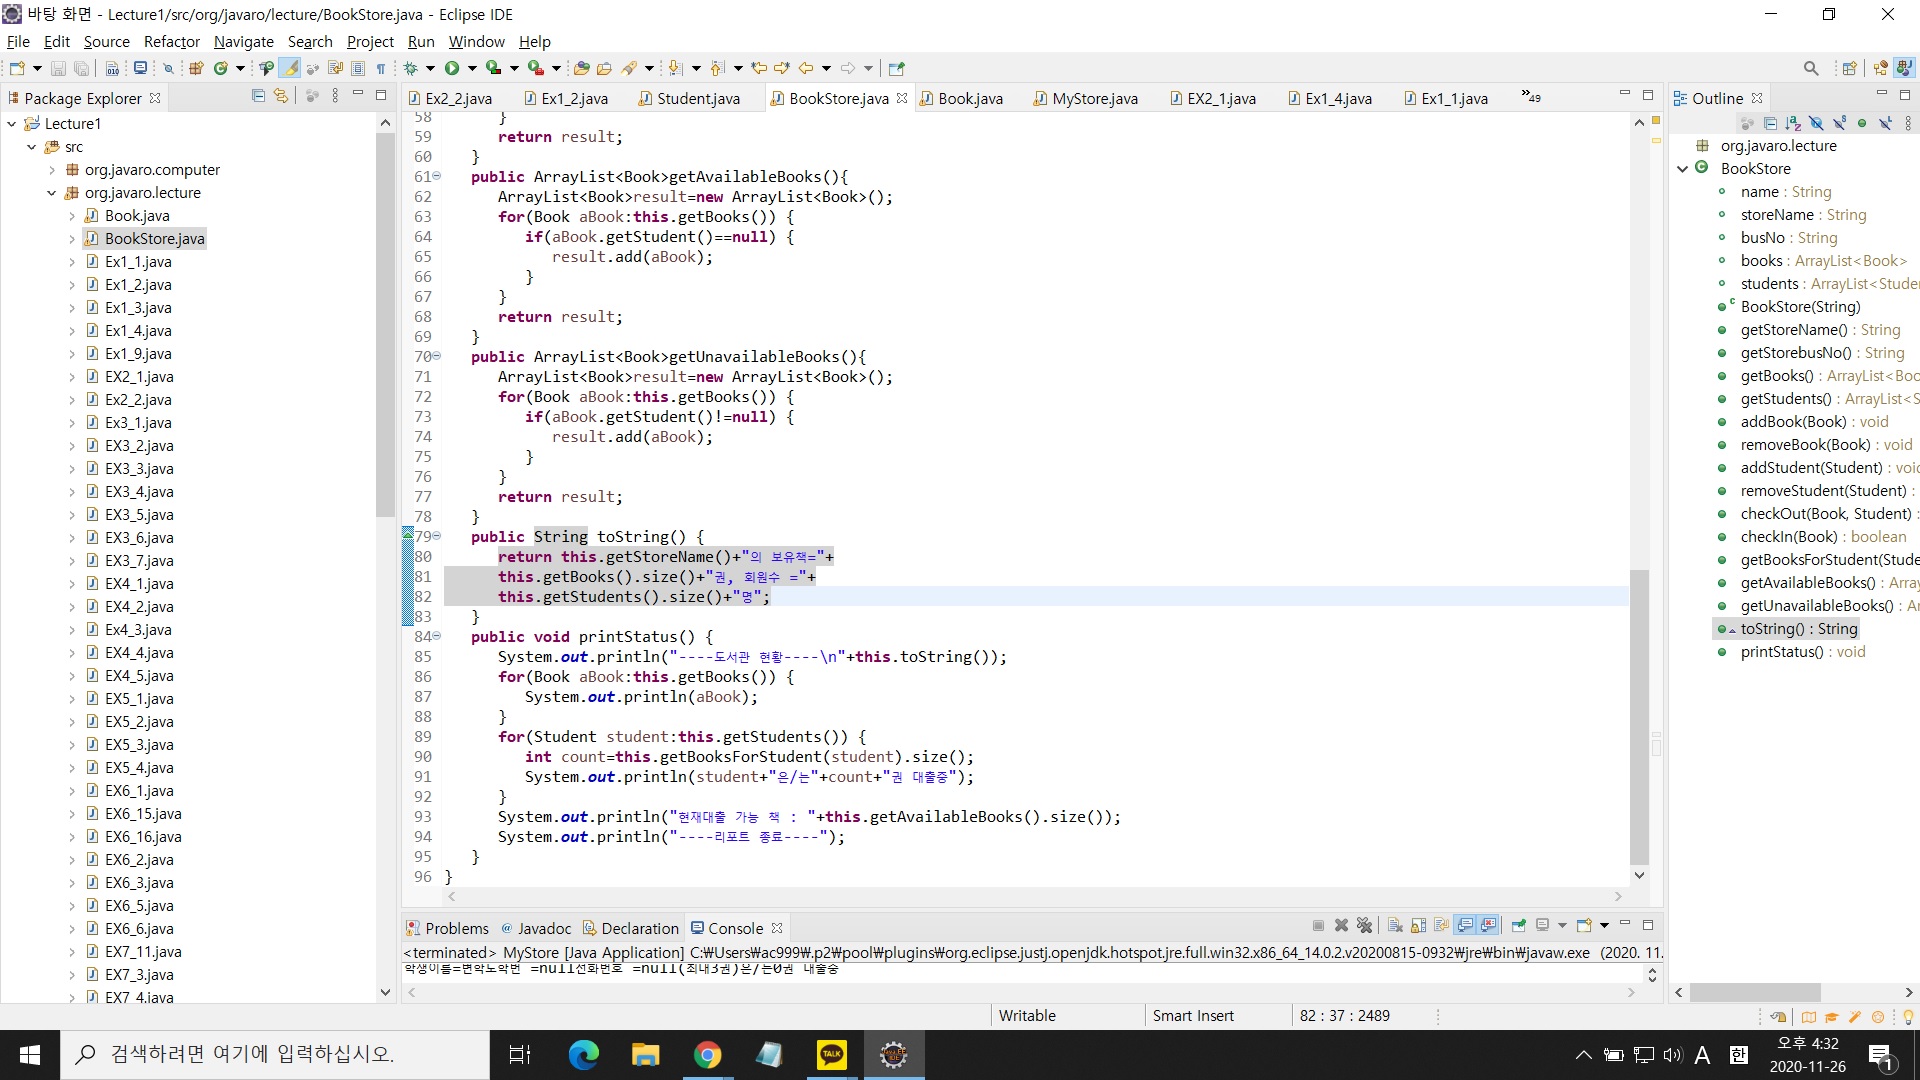 바탕 화면 - Lecture1/src/org/javaro/lecture/BookStore.java - Eclipse IDE
File Edit Source Refactor Navigate Search Project Run Window Help
Package Explorer
Lecture1
src
org.javaro.computer
org.javaro.lecture
Book.java
BookStore.java
Ex1_1.java
Ex1_2.java
Ex1_3.java
Ex1_4.java
Ex1_9.java
EX2_1.java
Ex2_2.java
Ex3_1.java
EX3_2.java
EX3_3.java
EX3_4.java
EX3_5.java
EX3_6.java
EX3_7.java
EX4_1.java
EX4_2.java
Ex4_3.java
EX4_4.java
EX4_5.java
EX5_1.java
EX5_2.java
EX5_3.java
EX5_4.java
EX6_1.java
EX6_15.java
EX6_16.java
EX6_2.java
EX6_3.java
EX6_5.java
EX6_6.java
EX7_11.java
EX7_3.java
EX7_4.java
Ex2_2.java Ex1_2.java Student.java BookStore.java Book.java MyStore.java EX2_1.java Ex1_4.java Ex1_1.java »49
58 }
59 return result;
60 }
61 public ArrayList<Book>getAvailableBooks(){
62 ArrayList<Book>result=new ArrayList<Book>();
63 for(Book aBook:this.getBooks()) {
64 if(aBook.getStudent()==null) {
65 result.add(aBook);
66 }
67 }
68 return result;
69 }
70 public ArrayList<Book>getUnavailableBooks(){
71 ArrayList<Book>result=new ArrayList<Book>();
72 for(Book aBook:this.getBooks()) {
73 if(aBook.getStudent()!=null) {
74 result.add(aBook);
75 }
76 }
77 return result;
78 }
79 public String toString() {
80 return this.getStoreName()+"의 보유책="+
81 this.getBooks().size()+"권, 회원수 ="+
82 this.getStudents().size()+"명";
83 }
84 public void printStatus() {
85 System.out.println("----도서관 현황----\n"+this.toString());
86 for(Book aBook:this.getBooks()) {
87 System.out.println(aBook);
88 }
89 for(Student student:this.getStudents()) {
90 int count=this.getBooksForStudent(student).size();
91 System.out.println(student+"은/는"+count+"권 대출중");
92 }
93 System.out.println("현재대출 가능 책 : "+this.getAvailableBooks().size());
94 System.out.println("----리포트 종료----");
95 }
96 }
Outline
org.javaro.lecture
BookStore
name : String
storeName : String
busNo : String
books : ArrayList<Book>
students : ArrayList<Stude
BookStore(String)
getStoreName() : String
getStorebusNo() : String
getBooks() : ArrayList<Boo
getStudents() : ArrayList<S
addBook(Book) : void
removeBook(Book) : void
addStudent(Student) : voi
removeStudent(Student) :
checkOut(Book, Student) :
checkIn(Book) : boolean
getBooksForStudent(Stude
getAvailableBooks() : Array
getUnavailableBooks() : A
toString() : String
printStatus() : void
Problems Javadoc Declaration Console
<terminated> MyStore [Java Application] C:₩Users₩ac999₩.p2₩pool₩plugins₩org.eclipse.justj.openjdk.hotspot.jre.full.win32.x86_64_14.0.2.v20200815-0932₩jre₩bin₩javaw.exe (2020. 11.
=null전화번호 =null(최대3권)은/는0권 대출중
Writable Smart Insert 82 : 37 : 2489
검색하려면 여기에 입력하십시오.
TALK
A 한 오후 4:32
2020-11-26
1